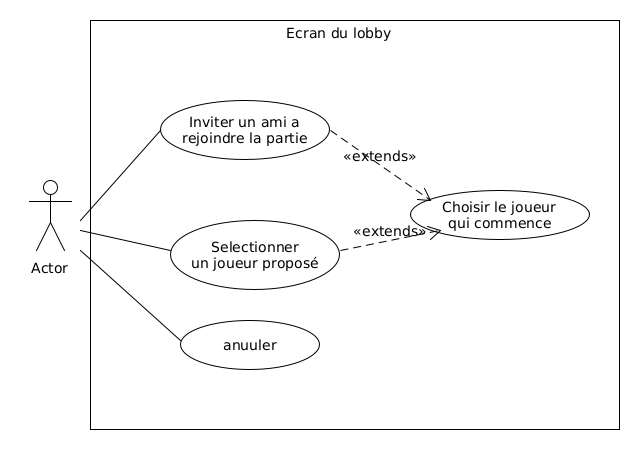 Ecran du lobby
Inviter un ami a
rejoindre la partie
«extends»
Choisir le joueur
qui commence
«extends»
Selectionner
un joueur proposé
Actor
anuuler